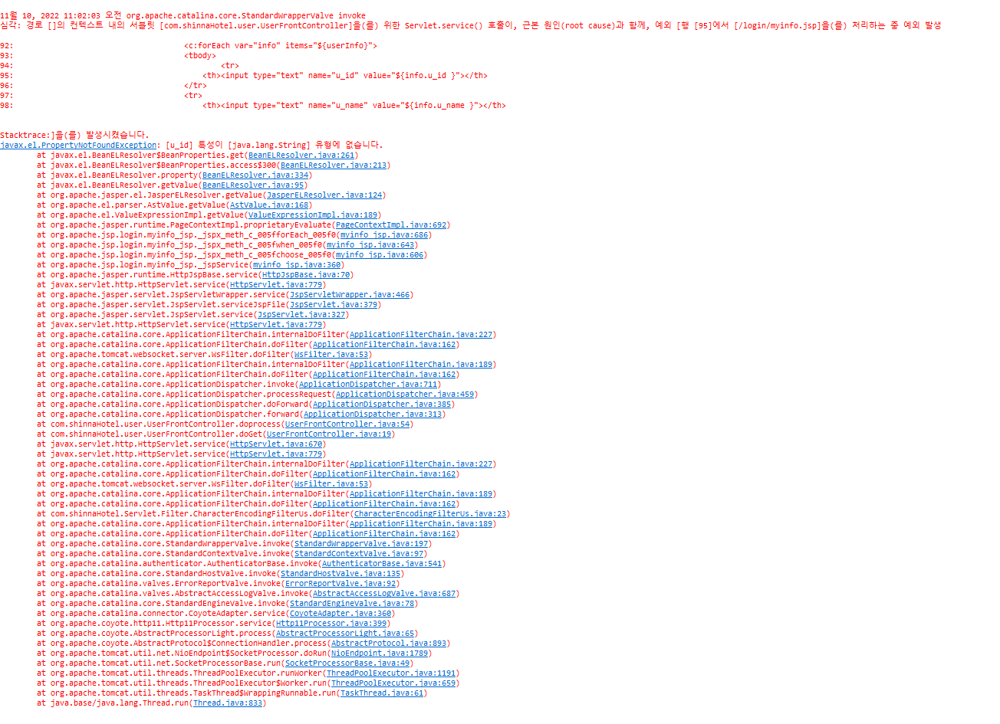 11월 10, 2022 11:02:03 오전 org.apache.catalina.core.StandardWrapperValve invoke
심각: 경로 []의 컨텍스트 내의 서블릿 [com.shinnaHotel.user.UserFrontController]을(를) 위한 Servlet.service() 호출이, 근본 원인(root cause)과 함께, 예외 [행 [95]에서 [/login/myinfo.jsp]을(를) 처리하는 중 예외 발생
92: <c:forEach var="info" items="${userInfo}">
93: <tbody>
94: <tr>
95: <th><input type="text" name="u_id" value="${info.u_id }"></th>
96: </tr>
97: <tr>
98: <th><input type="text" name="u_name" value="${info.u_name }"></th>
Stacktrace:]을(를) 발생시켰습니다.
javax.el.PropertyNotFoundException: [u_id] 특성이 [java.lang.String] 유형에 없습니다.
at javax.el.BeanELResolver$BeanProperties.get(BeanELResolver.java:261)
at javax.el.BeanELResolver$BeanProperties.access$300(BeanELResolver.java:213)
at javax.el.BeanELResolver.property(BeanELResolver.java:334)
at javax.el.BeanELResolver.getValue(BeanELResolver.java:95)
at org.apache.jasper.el.JasperELResolver.getValue(JasperELResolver.java:124)
at org.apache.el.parser.AstValue.getValue(AstValue.java:168)
at org.apache.el.ValueExpressionImpl.getValue(ValueExpressionImpl.java:189)
at org.apache.jasper.runtime.PageContextImpl.proprietaryEvaluate(PageContextImpl.java:692)
at org.apache.jsp.login.myinfo_jsp._jspx_meth_c_005fforEach_005f0(myinfo_jsp.java:686)
at org.apache.jsp.login.myinfo_jsp._jspx_meth_c_005fwhen_005f0(myinfo_jsp.java:643)
at org.apache.jsp.login.myinfo_jsp._jspx_meth_c_005fchoose_005f0(myinfo_jsp.java:606)
at org.apache.jsp.login.myinfo_jsp._jspService(myinfo_jsp.java:360)
at org.apache.jasper.runtime.HttpJspBase.service(HttpJspBase.java:70)
at javax.servlet.http.HttpServlet.service(HttpServlet.java:779)
at org.apache.jasper.servlet.JspServletWrapper.service(JspServletWrapper.java:466)
at org.apache.jasper.servlet.JspServlet.serviceJspFile(JspServlet.java:379)
at org.apache.jasper.servlet.JspServlet.service(JspServlet.java:327)
at javax.servlet.http.HttpServlet.service(HttpServlet.java:779)
at org.apache.catalina.core.ApplicationFilterChain.internalDoFilter(ApplicationFilterChain.java:227)
at org.apache.catalina.core.ApplicationFilterChain.doFilter(ApplicationFilterChain.java:162)
at org.apache.tomcat.websocket.server.WsFilter.doFilter(WsFilter.java:53)
at org.apache.catalina.core.ApplicationFilterChain.internalDoFilter(ApplicationFilterChain.java:189)
at org.apache.catalina.core.ApplicationFilterChain.doFilter(ApplicationFilterChain.java:162)
at org.apache.catalina.core.ApplicationDispatcher.invoke(ApplicationDispatcher.java:711)
at org.apache.catalina.core.ApplicationDispatcher.processRequest(ApplicationDispatcher.java:459)
at org.apache.catalina.core.ApplicationDispatcher.doForward(ApplicationDispatcher.java:385)
at org.apache.catalina.core.ApplicationDispatcher.forward(ApplicationDispatcher.java:313)
at com.shinnaHotel.user.UserFrontController.doprocess(UserFrontController.java:54)
at com.shinnaHotel.user.UserFrontController.doGet(UserFrontController.java:19)
at javax.servlet.http.HttpServlet.service(HttpServlet.java:670)
at javax.servlet.http.HttpServlet.service(HttpServlet.java:779)
at org.apache.catalina.core.ApplicationFilterChain.internalDoFilter(ApplicationFilterChain.java:227)
at org.apache.catalina.core.ApplicationFilterChain.doFilter(ApplicationFilterChain.java:162)
at org.apache.tomcat.websocket.server.WsFilter.doFilter(WsFilter.java:53)
at org.apache.catalina.core.ApplicationFilterChain.internalDoFilter(ApplicationFilterChain.java:189)
at org.apache.catalina.core.ApplicationFilterChain.doFilter(ApplicationFilterChain.java:162)
at com.shinnaHotel.Servlet.Filter.CharacterEncodingFilterUs.doFilter(CharacterEncodingFilterUs.java:23)
at org.apache.catalina.core.ApplicationFilterChain.internalDoFilter(ApplicationFilterChain.java:189)
at org.apache.catalina.core.ApplicationFilterChain.doFilter(ApplicationFilterChain.java:162)
at org.apache.catalina.core.StandardWrapperValve.invoke(StandardWrapperValve.java:197)
at org.apache.catalina.core.StandardContextValve.invoke(StandardContextValve.java:97)
at org.apache.catalina.authenticator.AuthenticatorBase.invoke(AuthenticatorBase.java:541)
at org.apache.catalina.core.StandardHostValve.invoke(StandardHostValve.java:135)
at org.apache.catalina.valves.ErrorReportValve.invoke(ErrorReportValve.java:92)
at org.apache.catalina.valves.AbstractAccessLogValve.invoke(AbstractAccessLogValve.java:687)
at org.apache.catalina.core.StandardEngineValve.invoke(StandardEngineValve.java:78)
at org.apache.catalina.connector.CoyoteAdapter.service(CoyoteAdapter.java:360)
at org.apache.coyote.http11.Http11Processor.service(Http11Processor.java:399)
at org.apache.coyote.AbstractProcessorLight.process(AbstractProcessorLight.java:65)
at org.apache.coyote.AbstractProtocol$ConnectionHandler.process(AbstractProtocol.java:893)
at org.apache.tomcat.util.net.NioEndpoint$SocketProcessor.doRun(NioEndpoint.java:1789)
at org.apache.tomcat.util.net.SocketProcessorBase.run(SocketProcessorBase.java:49)
at org.apache.tomcat.util.threads.ThreadPoolExecutor.runWorker(ThreadPoolExecutor.java:1191)
at org.apache.tomcat.util.threads.ThreadPoolExecutor$Worker.run(ThreadPoolExecutor.java:659)
at org.apache.tomcat.util.threads.TaskThread$WrappingRunnable.run(TaskThread.java:61)
at java.base/java.lang.Thread.run(Thread.java:833)